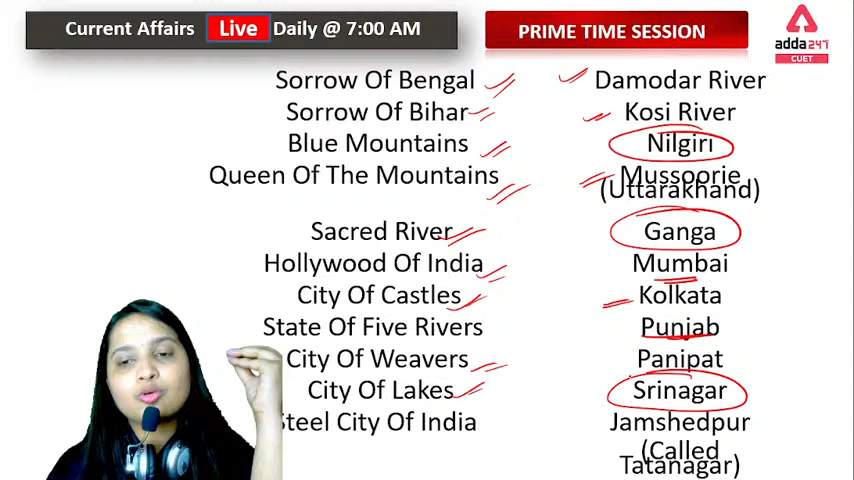 Current Affairs Live Daily @ 7:00 AM
PRIME TIME SESSION
adda247
CUET
Sorrow Of Bengal Damodar River
Sorrow Of Bihar Kosi River
Blue Mountains Nilgiri
Queen Of The Mountains Mussoorie
(Uttarakhand)
Sacred River Ganga
Hollywood Of India Mumbai
City Of Castles Kolkata
State Of Five Rivers Punjab
City Of Weavers Panipat
City Of Lakes Srinagar
Steel City Of India Jamshedpur
(Called
Tatanagar)